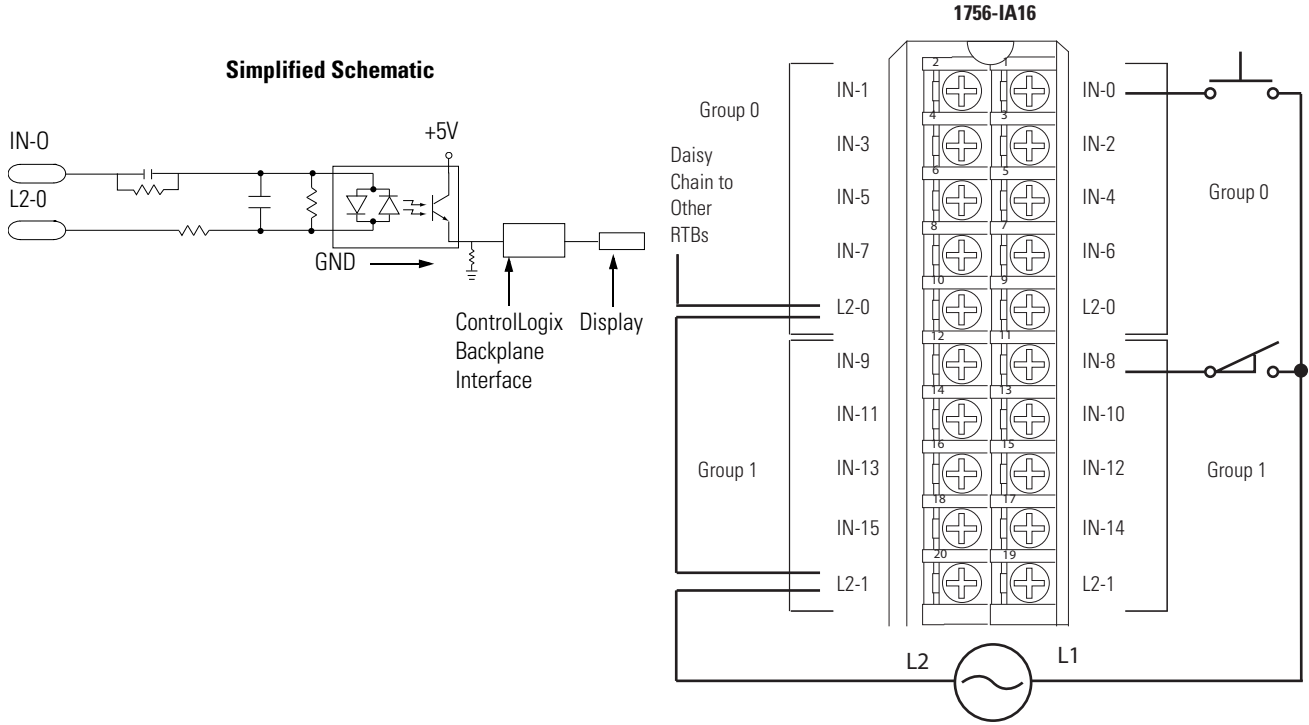 1756-IA16
Simplified Schematic
+5V
IN-0
L2-0
GND
ControlLogix
Backplane
Interface
Display
Group 0
Daisy
Chain to
Other
RTBs
Group 1
IN-1
IN-3
IN-5
IN-7
L2-0
IN-9
IN-11
IN-13
IN-15
L2-1
2 1
4 3
6 5
8 7
10 9
12 11
14 13
16 15
18 17
20 19
IN-0
IN-2
IN-4
IN-6
L2-0
IN-8
IN-10
IN-12
IN-14
L2-1
Group 0
Group 1
L2
L1